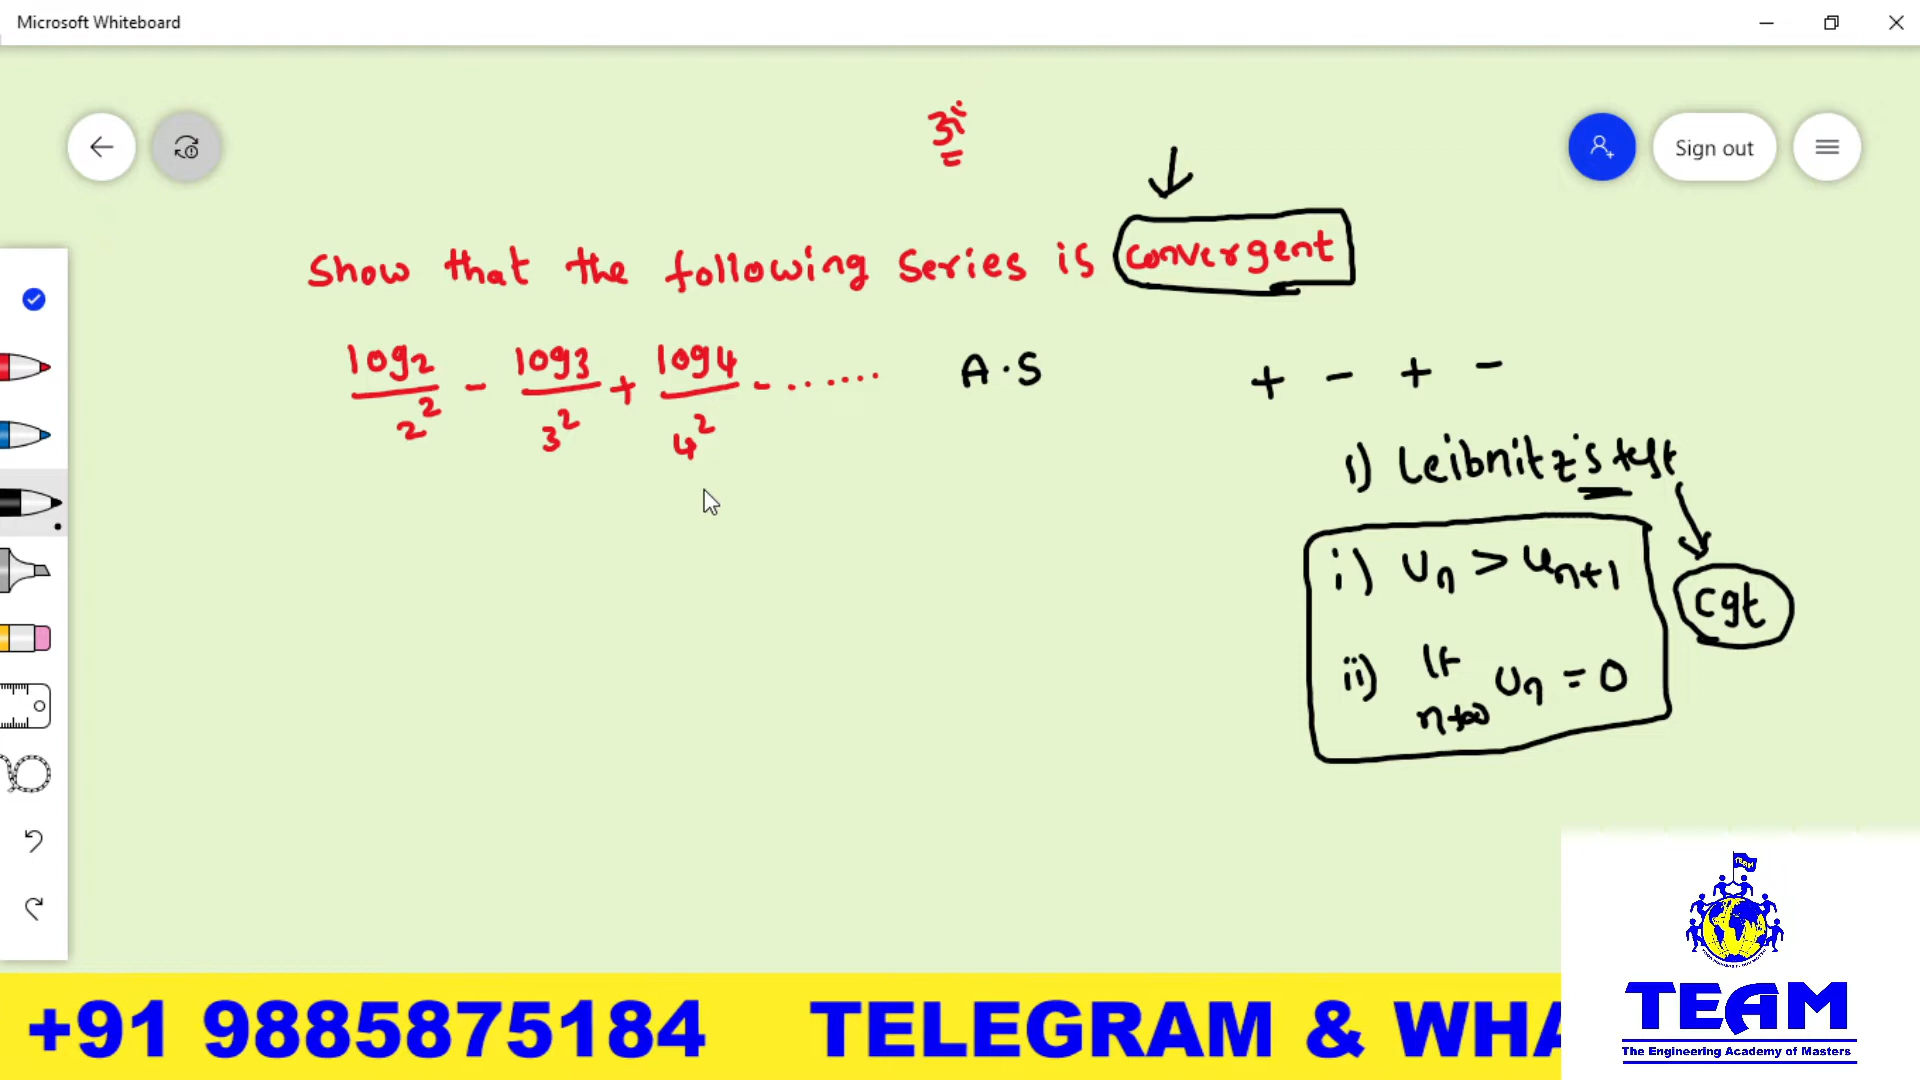 Microsoft Whiteboard
Sign out
Show that the following Series is convergent
log2/2² - log3/3² + log4/4² - .......
A.S
+ - + -
1) Leibnitz's test
i) Un > Un+1
cgt
ii) lt n→∞ Un = 0
+91 9885875184 TELEGRAM & WHA
TEAM
The Engineering Academy of Masters